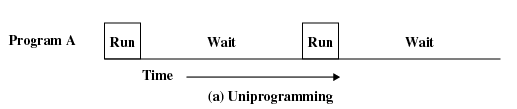 Program A Run Wait Run Wait
Time
(a) Uniprogramming